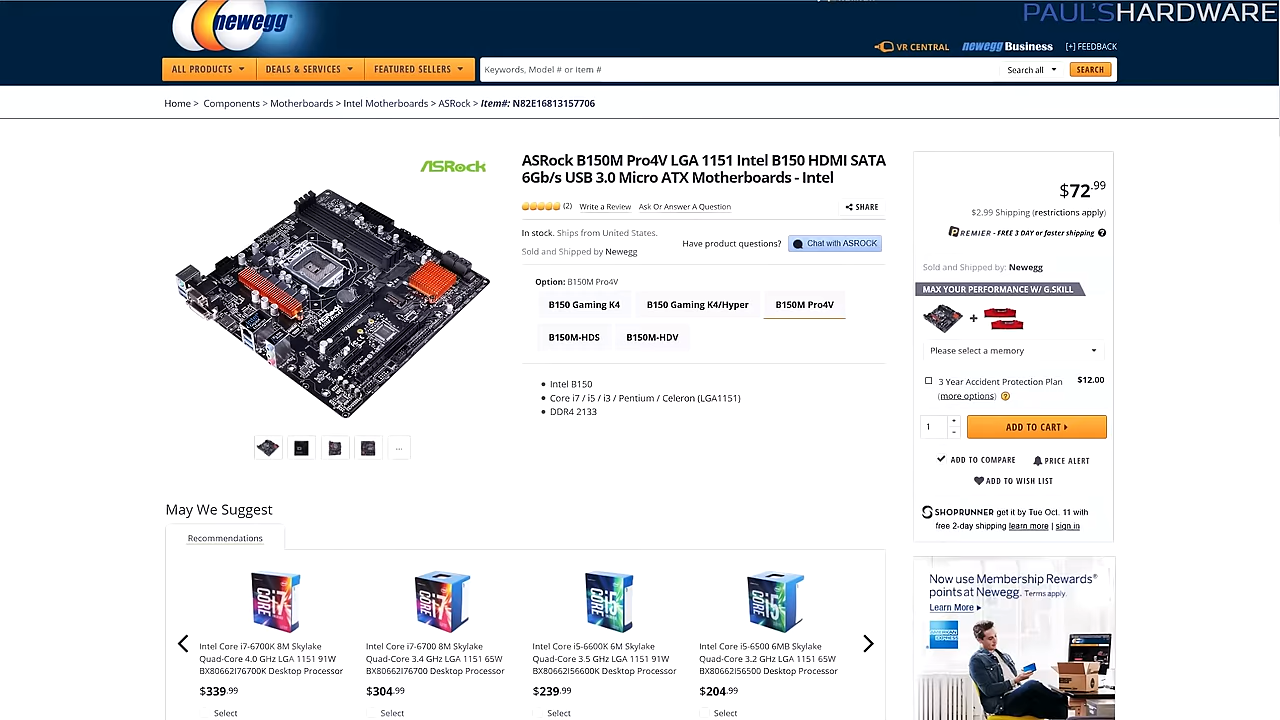 PAUL'SHARDWARE
newegg
VR CENTRAL newegg Business [+] FEEDBACK
ALL PRODUCTS DEALS & SERVICES FEATURED SELLERS Keywords, Model # or Item # Search all SEARCH
Home > Components > Motherboards > Intel Motherboards > ASRock > Item#: N82E16813157706
ASRock
ASRock B150M Pro4V LGA 1151 Intel B150 HDMI SATA
6Gb/s USB 3.0 Micro ATX Motherboards - Intel
(2) Write a Review Ask Or Answer A Question SHARE
In stock. Ships from United States.
Sold and Shipped by Newegg
Have product questions? Chat with ASROCK
Option: B150M Pro4V
B150 Gaming K4 B150 Gaming K4/Hyper B150M Pro4V
B150M-HDS B150M-HDV
Intel B150
Core i7 / i5 / i3 / Pentium / Celeron (LGA1151)
DDR4 2133
...
$72.99
$2.99 Shipping (restrictions apply)
PREMIER - FREE 3 DAY or faster shipping ?
Sold and Shipped by: Newegg
MAX YOUR PERFORMANCE W/ G.SKILL
+
Please select a memory
3 Year Accident Protection Plan $12.00
(more options) ?
1 ADD TO CART
ADD TO COMPARE PRICE ALERT
ADD TO WISH LIST
SHOPRUNNER get it by Tue Oct. 11 with
free 2-day shipping learn more | sign in
May We Suggest
Recommendations
CORE i7
CORE i7
CORE i5
CORE i5
Intel Core i7-6700K 8M Skylake
Quad-Core 4.0 GHz LGA 1151 91W
BX80662I76700K Desktop Processor
$339.99
Select
Intel Core i7-6700 8M Skylake
Quad-Core 3.4 GHz LGA 1151 65W
BX80662I76700 Desktop Processor
$304.99
Select
Intel Core i5-6600K 6M Skylake
Quad-Core 3.5 GHz LGA 1151 91W
BX80662I56600K Desktop Processor
$239.99
Select
Intel Core i5-6500 6MB Skylake
Quad-Core 3.2 GHz LGA 1151 65W
BX80662I56500 Desktop Processor
$204.99
Select
Now use Membership Rewards®
points at Newegg. Terms apply.
Learn More
AMERICAN EXPRESS